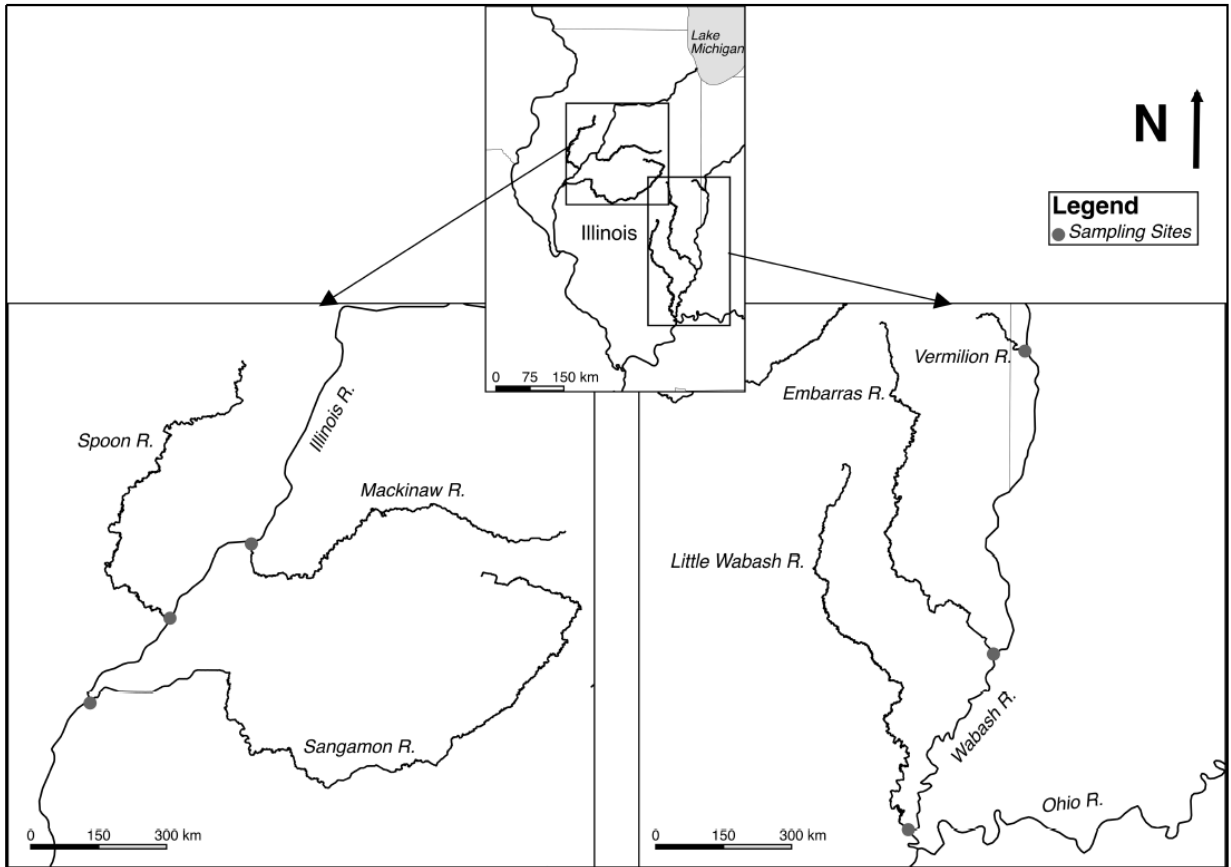 Lake
Michigan
N
Legend
Sampling Sites
Illinois
0 75 150 km
Spoon R.
Illinois R.
Mackinaw R.
Sangamon R.
0 150 300 km
Vermilion R.
Embarras R.
Little Wabash R.
Wabash R.
Ohio R.
0 150 300 km